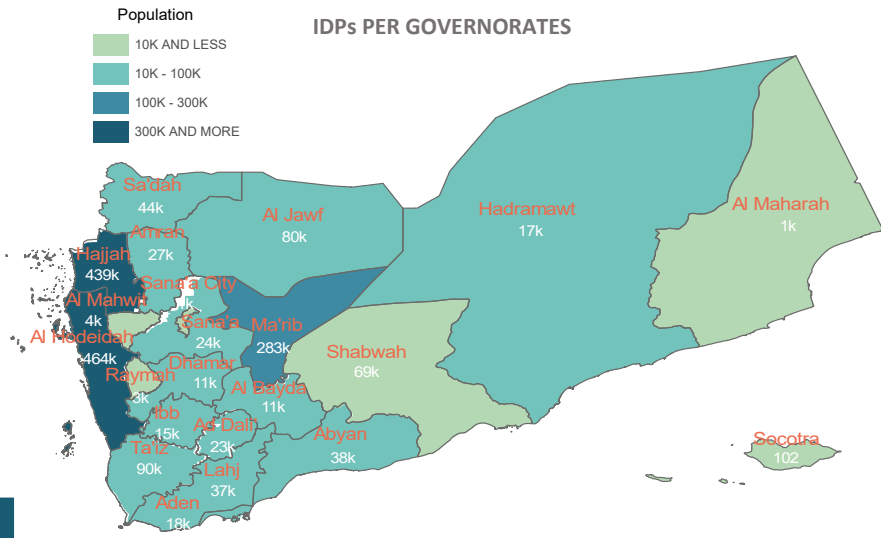 Population
IDPs PER GOVERNORATES
10K AND LESS
10K - 100K
100K - 300K
300K AND MORE
Sa'dah
44k
Al Jawf
80k
Hadramawt
17k
Al Maharah
1k
Amran
27k
Hajjah
439k
Sana'a City
Al Mahwit
4k
Sana'a
24k
Ma'rib
283k
Al Hodeidah
464k
Shabwah
69k
Dhamar
11k
Raymah
3k
Al Bayda
11k
Ibb
15k
Ad Dali'
23k
Abyan
38k
Ta'iz
90k
Lahj
37k
Aden
18k
Socotra
102